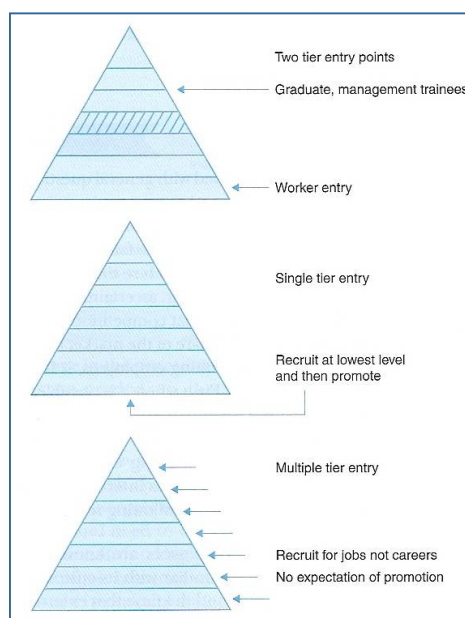 Two tier entry points
Graduate, management trainees
Worker entry
Single tier entry
Recruit at lowest level
and then promote
Multiple tier entry
Recruit for jobs not careers
No expectation of promotion